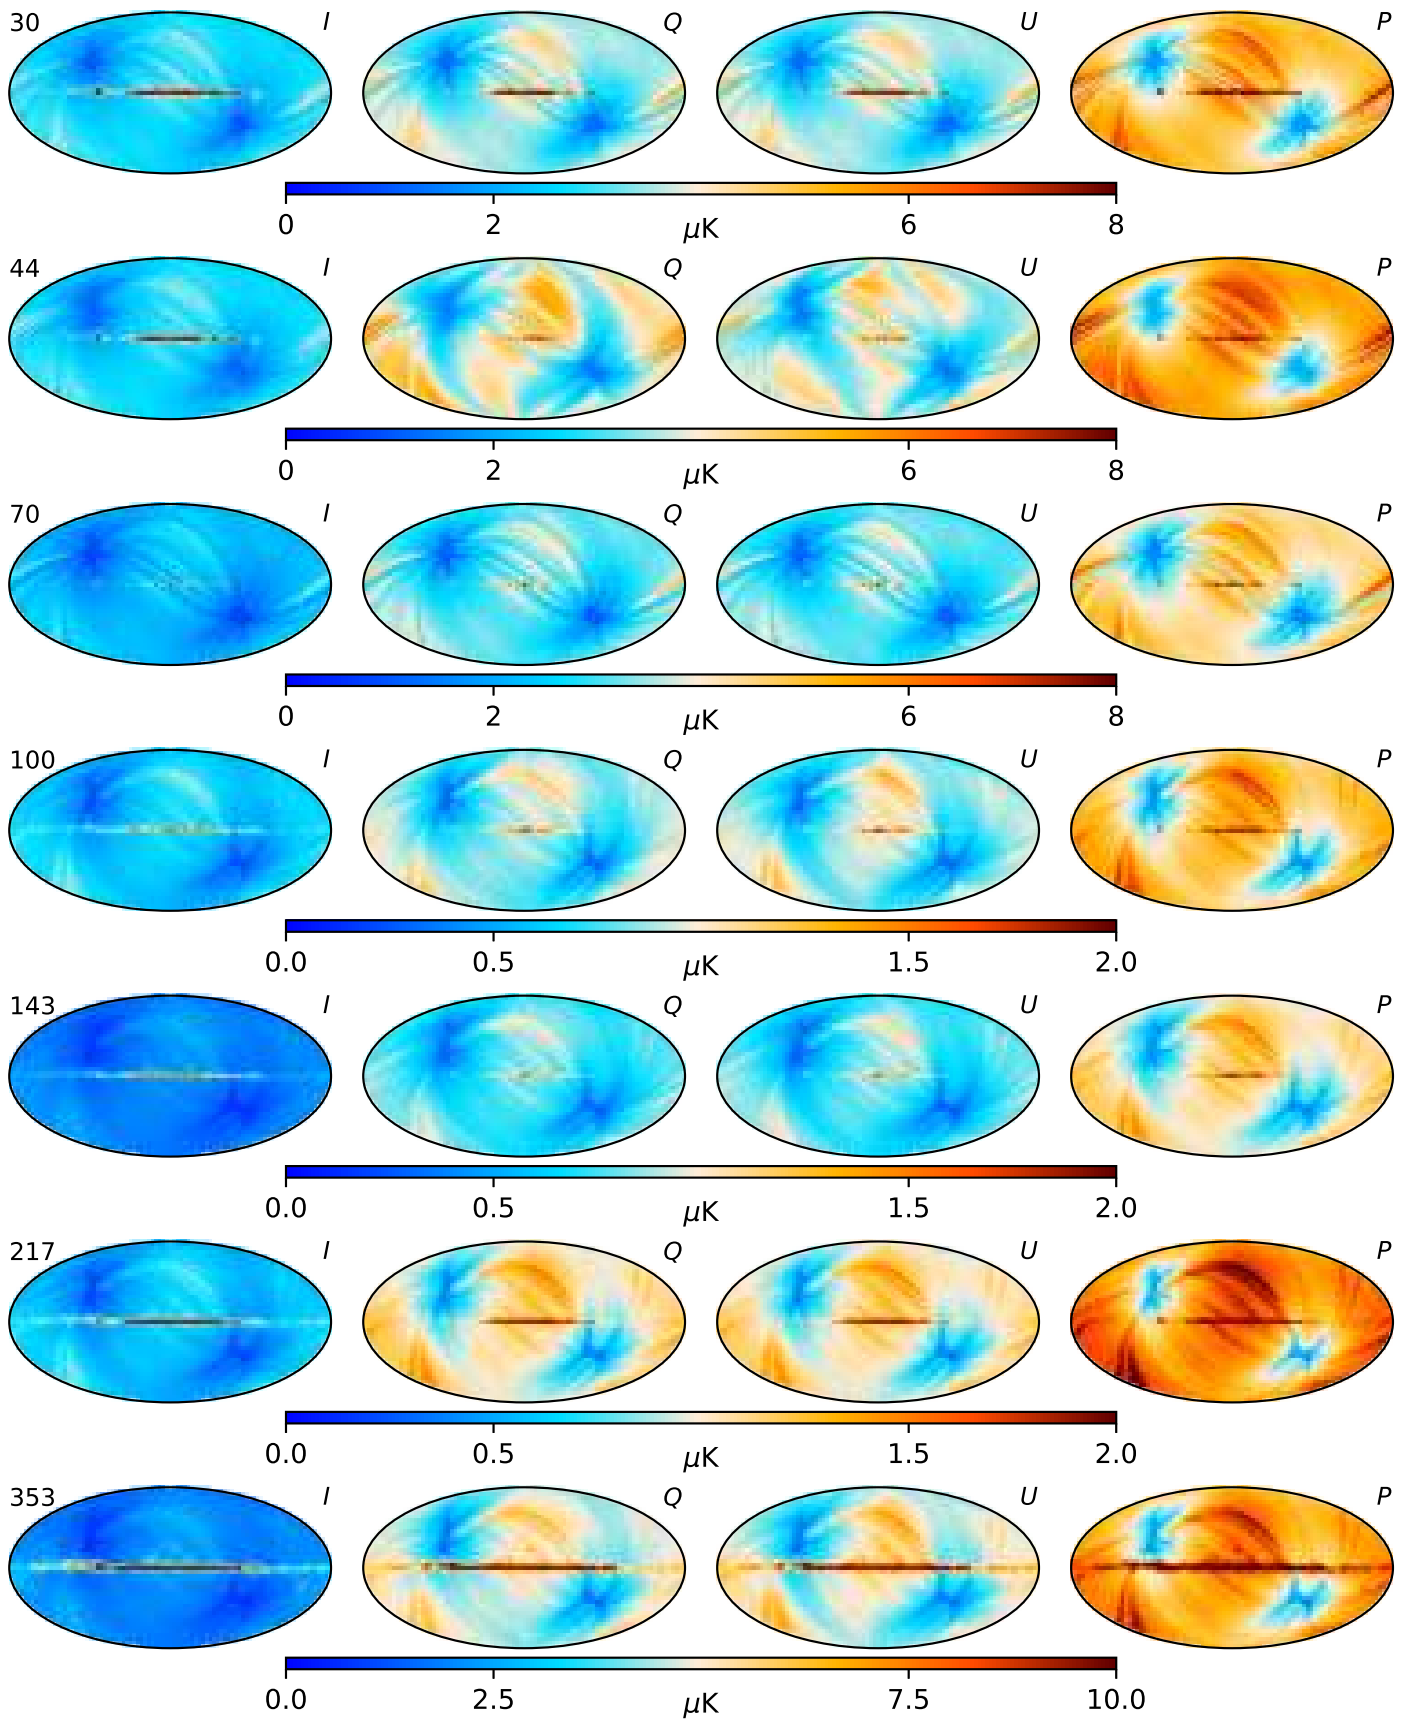 30 I Q U P
0 2 6 8
μK
44 I Q U P
0 2 6 8
μK
70 I Q U P
0 2 6 8
μK
100 I Q U P
0.0 0.5 1.5 2.0
μK
143 I Q U P
0.0 0.5 1.5 2.0
μK
217 I Q U P
0.0 0.5 1.5 2.0
μK
353 I Q U P
0.0 2.5 7.5 10.0
μK